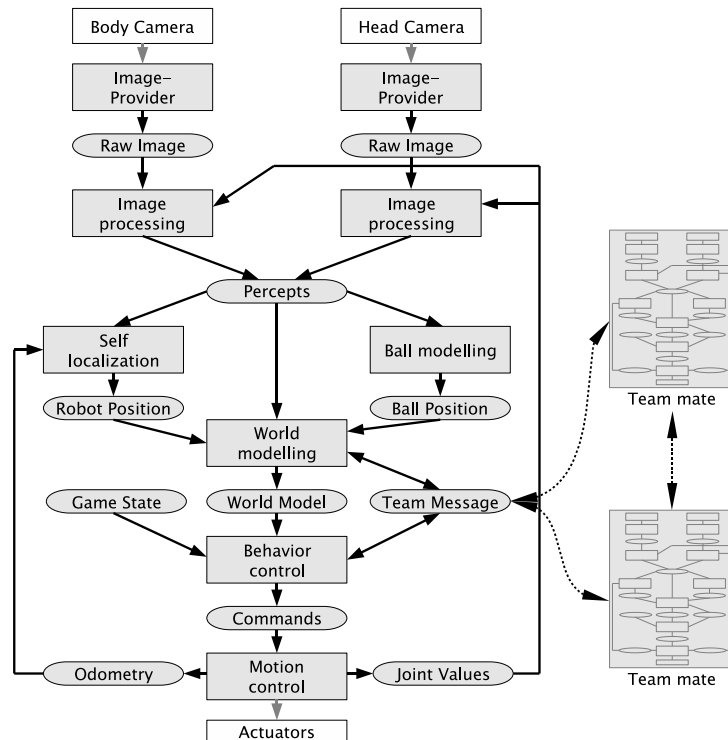 Body Camera
Head Camera
Image–
Provider
Image–
Provider
Raw Image
Raw Image
Image
processing
Image
processing
Percepts
Self
localization
Ball modelling
Robot Position
Ball Position
World
modelling
Game State
World Model
Team Message
Behavior
control
Commands
Odometry
Motion
control
Joint Values
Actuators
Team mate
Team mate